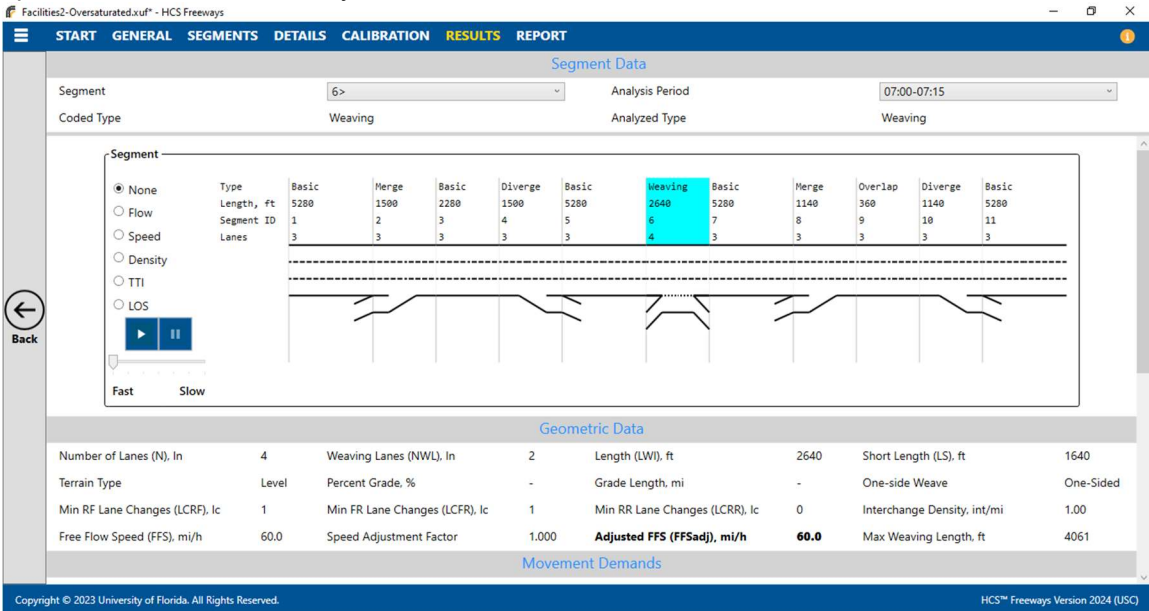 Facilities2-Oversaturated.xuf* - HCS Freeways
START GENERAL SEGMENTS DETAILS CALIBRATION RESULTS REPORT
Segment Data
Segment 6> Analysis Period 07:00-07:15
Coded Type Weaving Analyzed Type Weaving
Segment
None
Flow
Speed
Density
TTI
LOS
Fast Slow
Type Basic Merge Basic Diverge Basic Weaving Basic Merge Overlap Diverge Basic
Length, ft 5280 1500 2280 1500 5280 2640 5280 1140 360 1140 5280
Segment ID 1 2 3 4 5 6 7 8 9 10 11
Lanes 3 3 3 3 3 4 3 3 3 3 3
Back
Geometric Data
Number of Lanes (N), ln 4 Weaving Lanes (NWL), ln 2 Length (LWI), ft 2640 Short Length (LS), ft 1640
Terrain Type Level Percent Grade, % - Grade Length, mi - One-side Weave One-Sided
Min RF Lane Changes (LCRF), lc 1 Min FR Lane Changes (LCFR), lc 1 Min RR Lane Changes (LCRR), lc 0 Interchange Density, int/mi 1.00
Free Flow Speed (FFS), mi/h 60.0 Speed Adjustment Factor 1.000 Adjusted FFS (FFSadj), mi/h 60.0 Max Weaving Length, ft 4061
Movement Demands
Copyright © 2023 University of Florida. All Rights Reserved. HCS™ Freeways Version 2024 (USC)